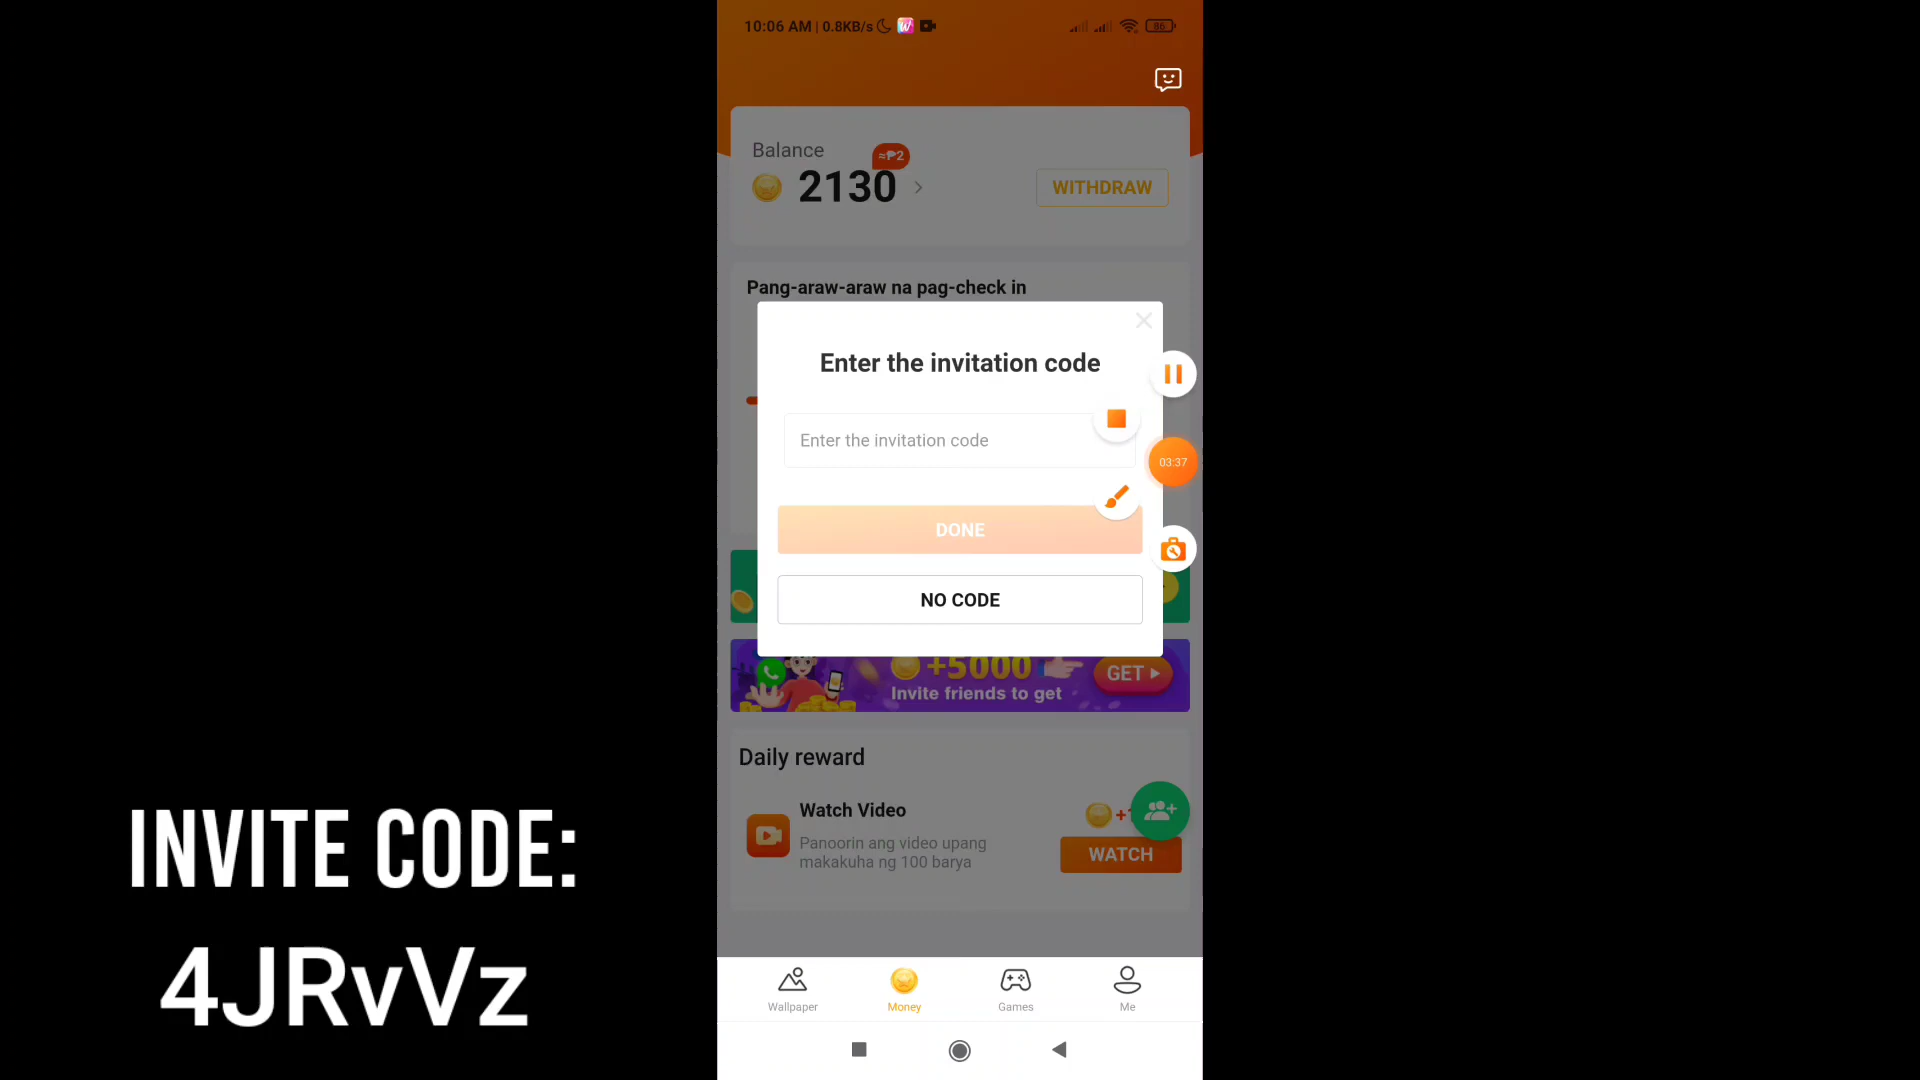 10:06 AM | 0.8KB/s
86
Balance
≈₱2
2130
WITHDRAW
Pang-araw-araw na pag-check in
Enter the invitation code
Enter the invitation code
03:37
DONE
NO CODE
+5000
GET
Invite friends to get
Daily reward
Watch Video
Panoorin ang video upang
makakuha ng 100 barya
WATCH
Wallpaper
Money
Games
Me
INVITE CODE:
4JRvVz